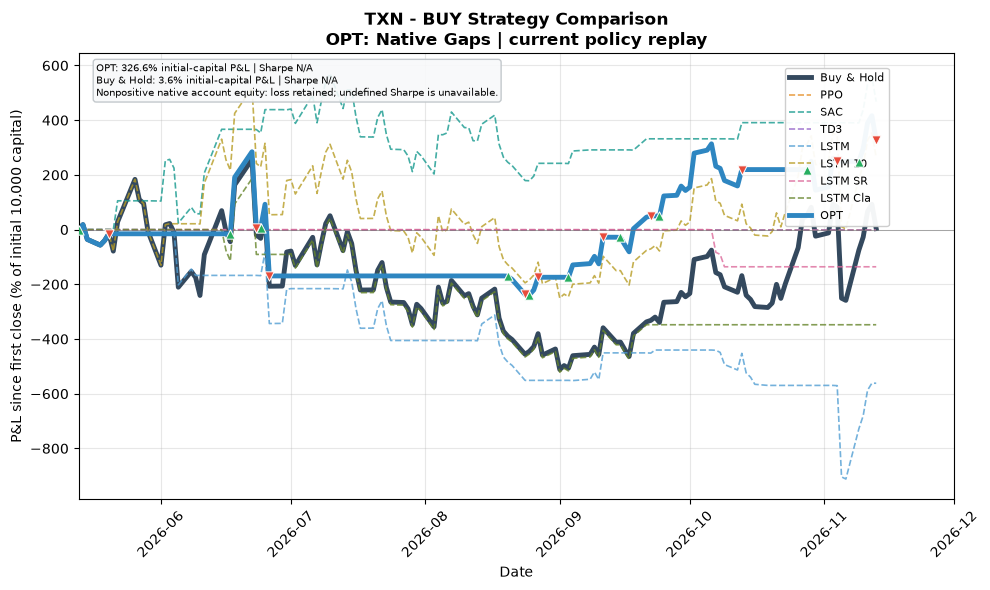 TXN - BUY Strategy Comparison
OPT: Native Gaps | current policy replay
OPT: 326.6% initial-capital P&L | Sharpe N/A
Buy & Hold: 3.6% initial-capital P&L | Sharpe N/A
Nonpositive native account equity: loss retained; undefined Sharpe is unavailable.
Buy & Hold
PPO
SAC
TD3
LSTM
LSTM
LSTM SR
LSTM Cla
OPT
P&L since first close (% of initial 10,000 capital)
600
400
200
0
−200
−400
−600
−800
2026-06
2026-07
2026-08
2026-09
2026-10
2026-11
2026-12
Date